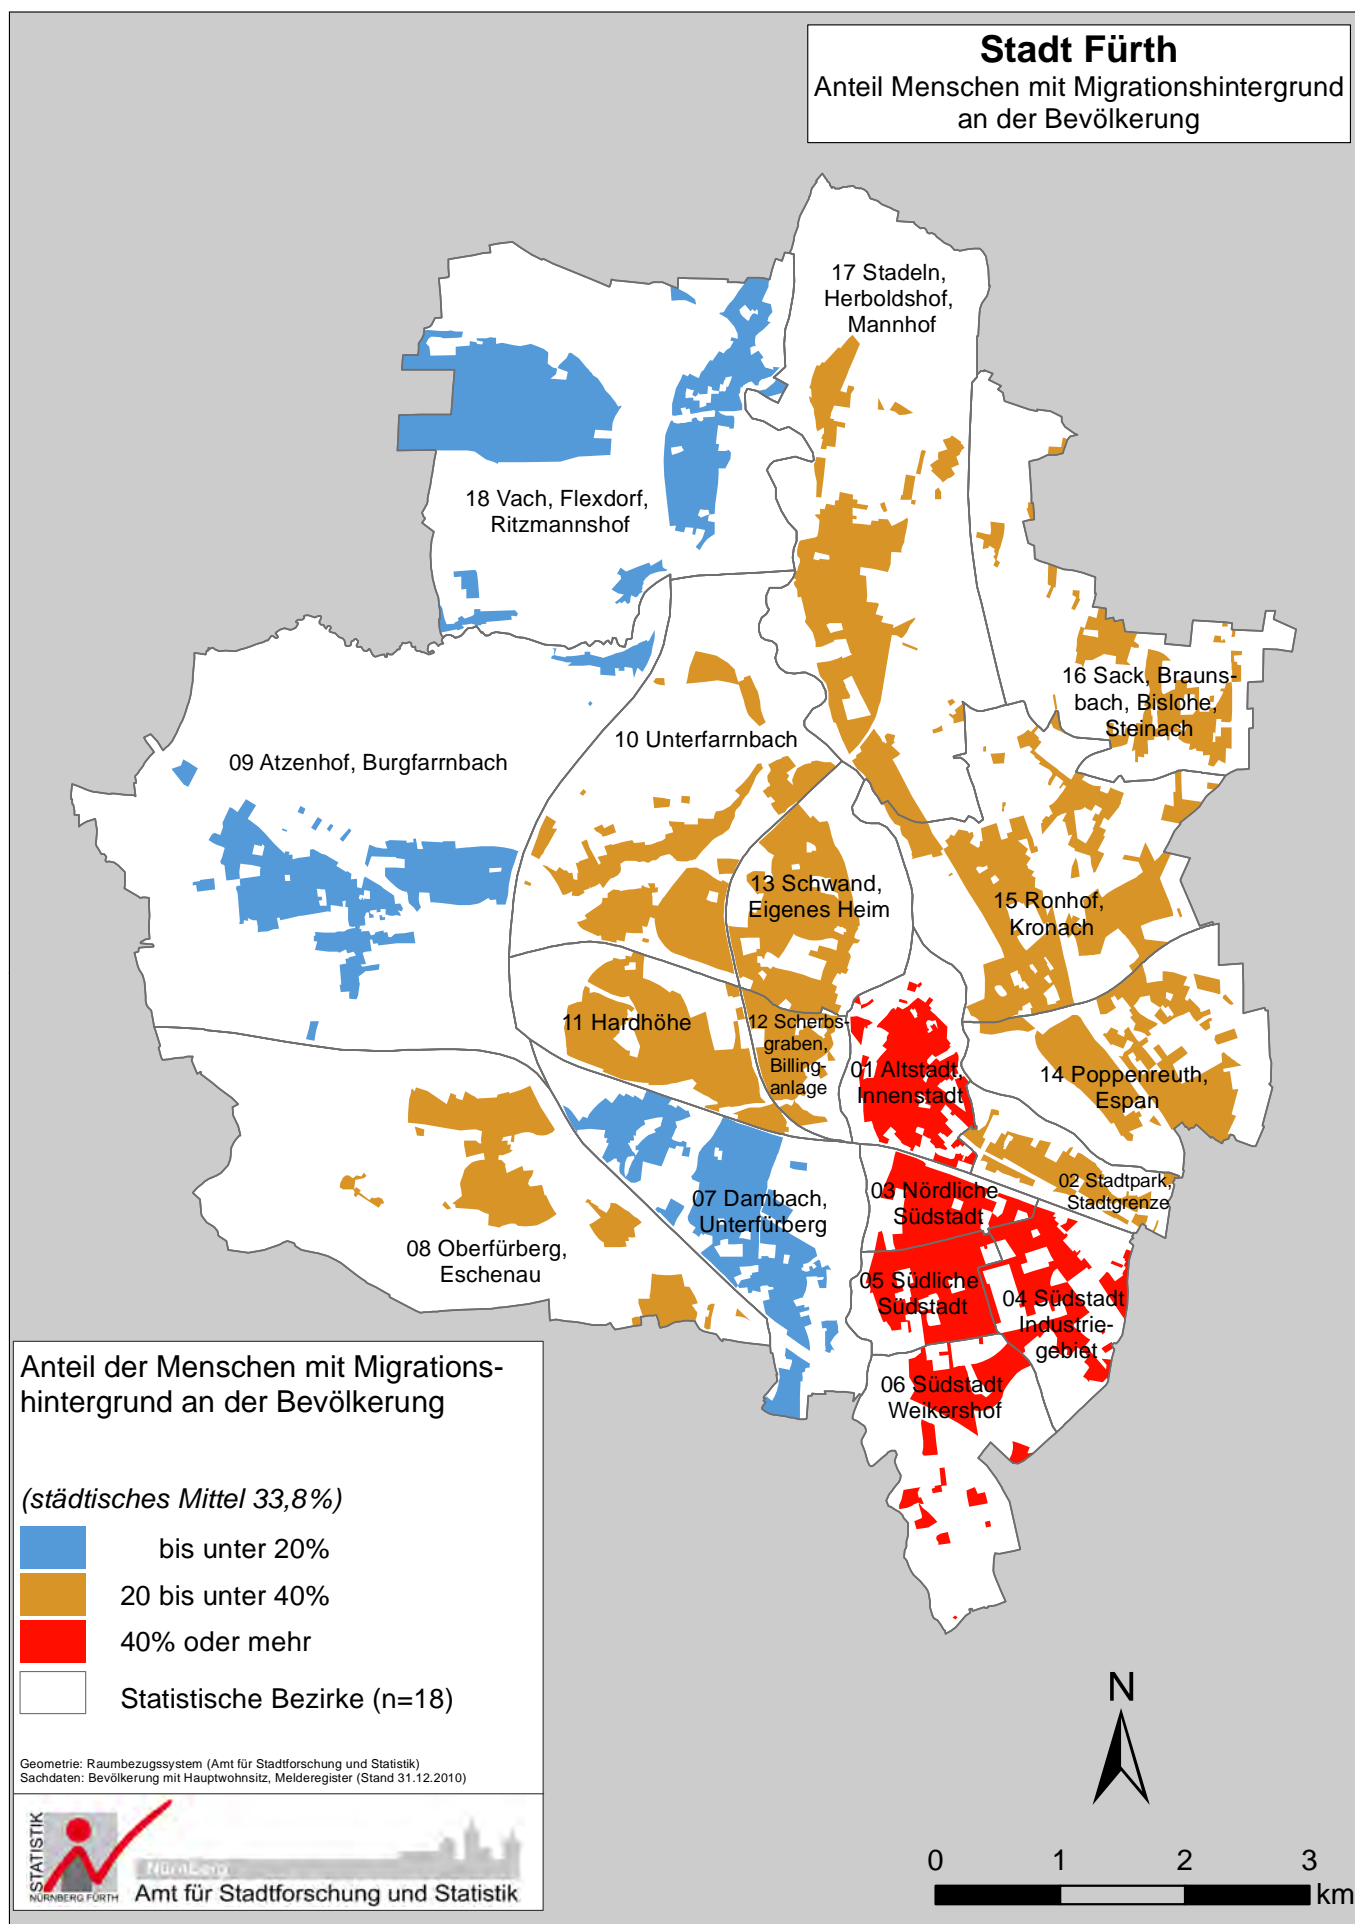 Stadt Fürth
Anteil Menschen mit Migrationshintergrund
an der Bevölkerung
17 Stadeln,
Herboldshof,
Mannhof
18 Vach, Flexdorf,
Ritzmannshof
16 Sack, Brauns-
bach, Bislohe,
Steinach
10 Unterfarrnbach
09 Atzenhof, Burgfarrnbach
13 Schwand,
Eigenes Heim
15 Ronhof,
Kronach
11 Hardhöhe
12 Scherbs-
graben,
Billing-
anlage
01 Altstadt,
Innenstadt
14 Poppenreuth,
Espan
02 Stadtpark,
Stadtgrenze
03 Nördliche
Südstadt
07 Dambach,
Unterfürberg
08 Oberfürberg,
Eschenau
05 Südliche
Südstadt
04 Südstadt
Industrie-
gebiet
06 Südstadt
Weikershof
Anteil der Menschen mit Migrations-
hintergrund an der Bevölkerung
(städtisches Mittel 33,8%)
bis unter 20%
20 bis unter 40%
40% oder mehr
Statistische Bezirke (n=18)
Geometrie: Raumbezugssystem (Amt für Stadtforschung und Statistik)
Sachdaten: Bevölkerung mit Hauptwohnsitz, Melderegister (Stand 31.12.2010)
STATISTIK
NÜRNBERG FÜRTH
Nürnberg
Amt für Stadtforschung und Statistik
N
0 1 2 3
km